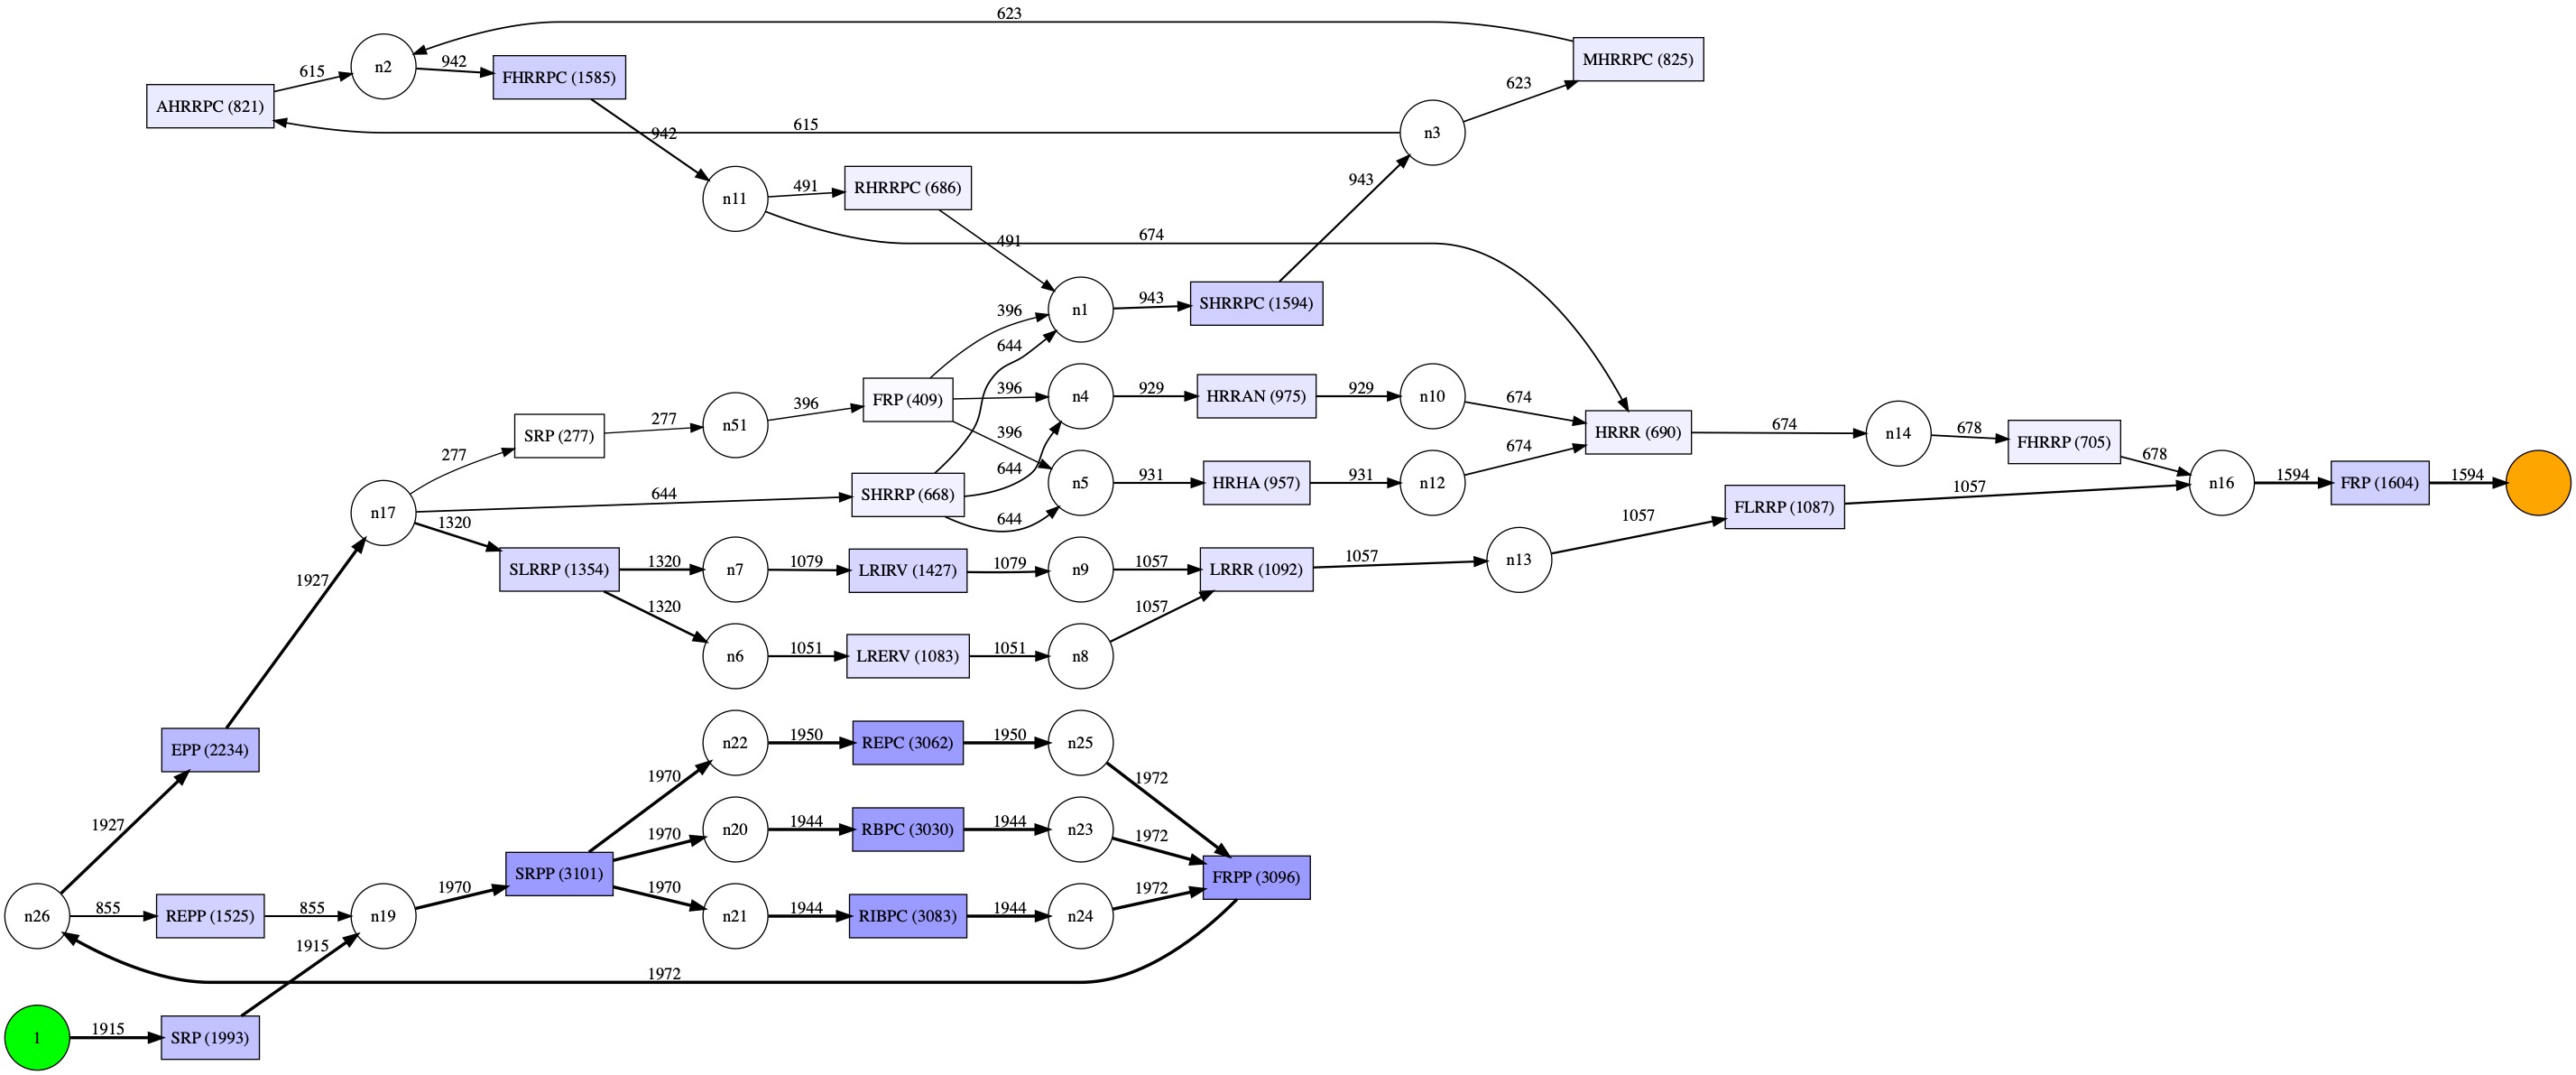 623
n2
942
FHRRPC (1585)
MHRRPC (825)
615
AHRRPC (821)
623
942
615
n3
n11
491
RHRRPC (686)
943
491
674
n1
943
SHRRPC (1594)
396
644
SRP (277)
277
n51
396
FRP (409)
396
n4
929
HRRAN (975)
929
n10
674
HRRR (690)
674
n14
678
FHRRP (705)
277
396
678
n17
644
SHRRP (668)
644
n5
931
HRHA (957)
931
n12
674
n16
1594
FRP (1604)
1594
1320
644
FLRRP (1087)
1057
SLRRP (1354)
1320
n7
1079
LRIRV (1427)
1079
n9
1057
LRRR (1092)
1057
n13
1057
1927
1320
n6
1051
LRERV (1083)
1051
n8
1057
EPP (2234)
1970
n22
1950
REPC (3062)
1950
n25
1972
1927
1970
n20
1944
RBPC (3030)
1944
n23
1972
SRPP (3101)
FRPP (3096)
n26
855
REPP (1525)
855
n19
1970
1970
n21
1944
RIBPC (3083)
1944
n24
1972
1915
1972
1
1915
SRP (1993)